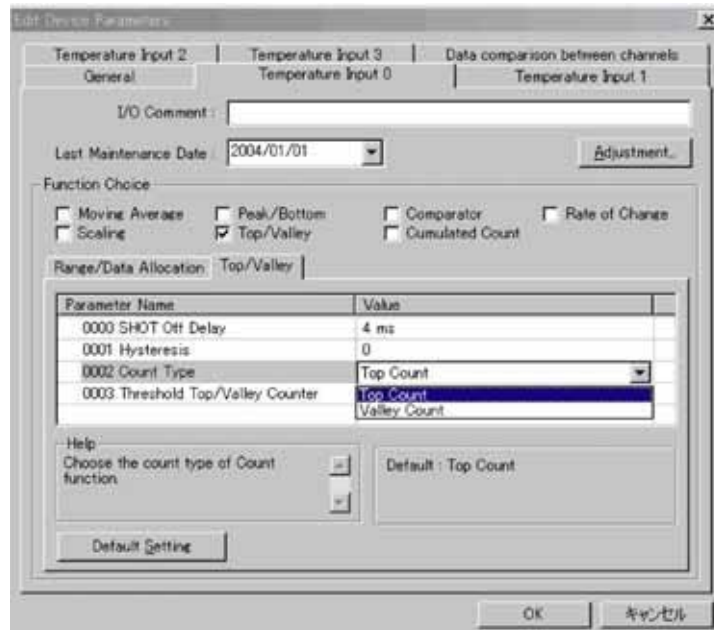 Edit Device Parameters
Temperature Input 2 Temperature Input 3 Data comparison between channels
General Temperature Input 0 Temperature Input 1
I/O Comment :
Last Maintenance Date : 2004/01/01 Adjustment...
Function Choice
Moving Average Peak/Bottom Comparator Rate of Change
Scaling Top/Valley Cumulated Count
Range/Data Allocation Top/Valley
Parameter Name Value
0000 SHOT Off Delay 4 ms
0001 Hysteresis 0
0002 Count Type Top Count
0003 Threshold Top/Valley Counter Top Count
Valley Count
Help
Choose the count type of Count
function.
Default : Top Count
Default Setting
OK キャンセル